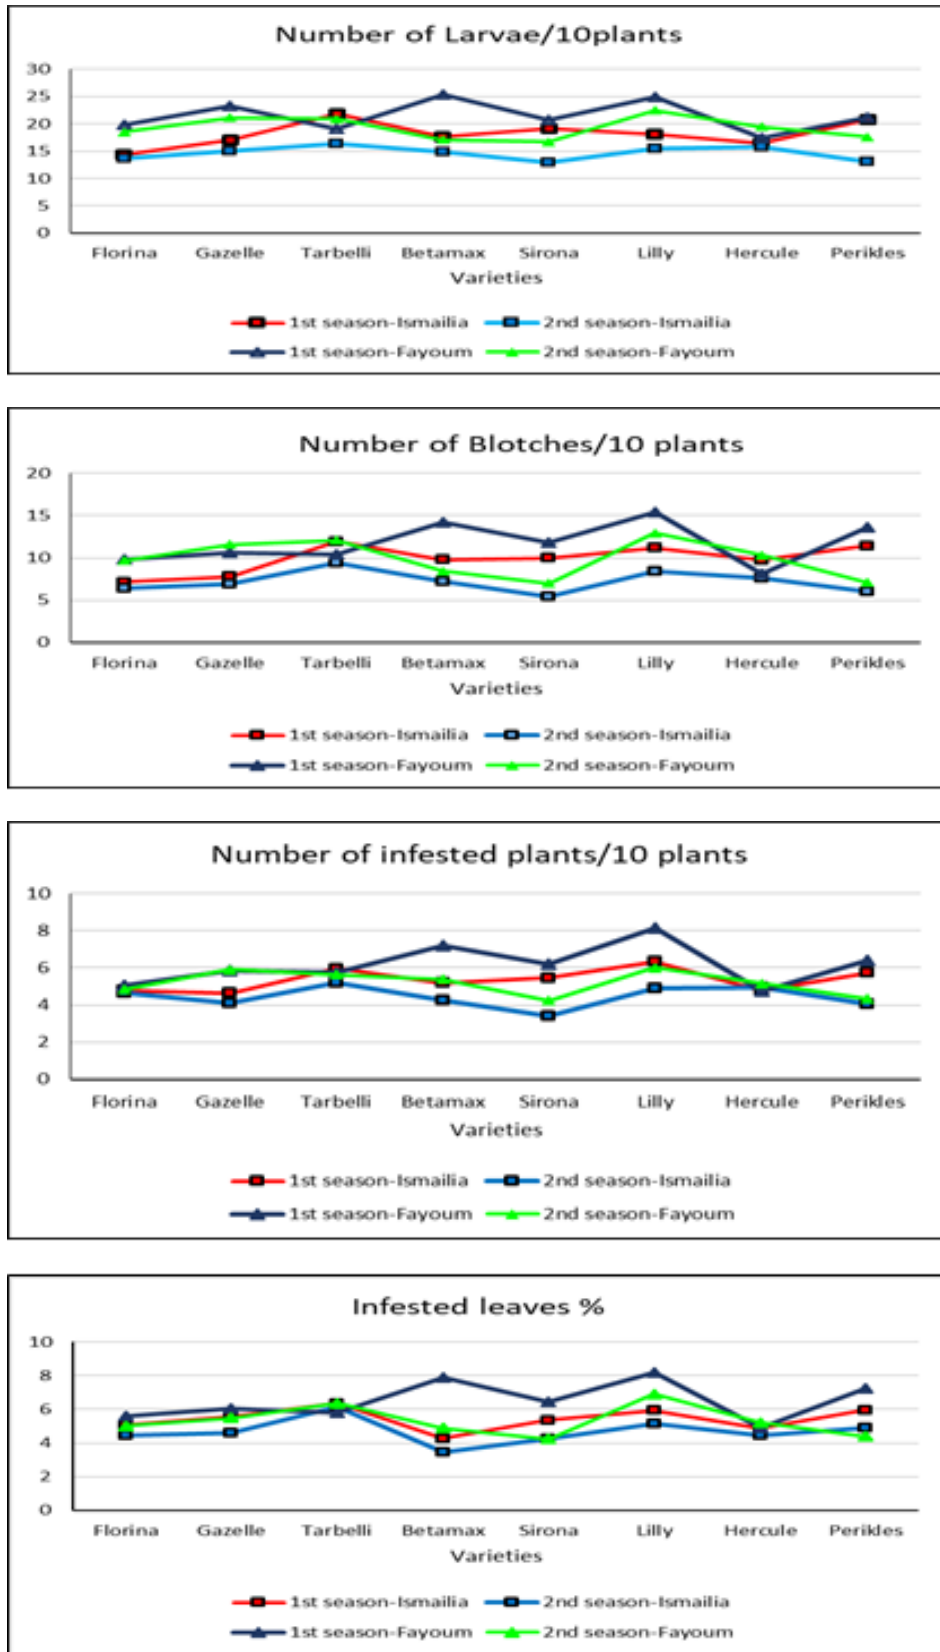 Number of Larvae/10plants
30
25
20
15
10
5
0
Florina Gazelle Tarbelli Betamax Sirona Lilly Hercule Perikles
Varieties
1st season-Ismailia 2nd season-Ismailia
1st season-Fayoum 2nd season-Fayoum
Number of Blotches/10 plants
20
15
10
5
0
Florina Gazelle Tarbelli Betamax Sirona Lilly Hercule Perikles
Varieties
1st season-Ismailia 2nd season-Ismailia
1st season-Fayoum 2nd season-Fayoum
Number of infested plants/10 plants
10
8
6
4
2
0
Florina Gazelle Tarbelli Betamax Sirona Lilly Hercule Perikles
Varieties
1st season-Ismailia 2nd season-Ismailia
1st season-Fayoum 2nd season-Fayoum
Infested leaves %
10
8
6
4
2
0
Florina Gazelle Tarbelli Betamax Sirona Lilly Hercule Perikles
Varieties
1st season-Ismailia 2nd season-Ismailia
1st season-Fayoum 2nd season-Fayoum